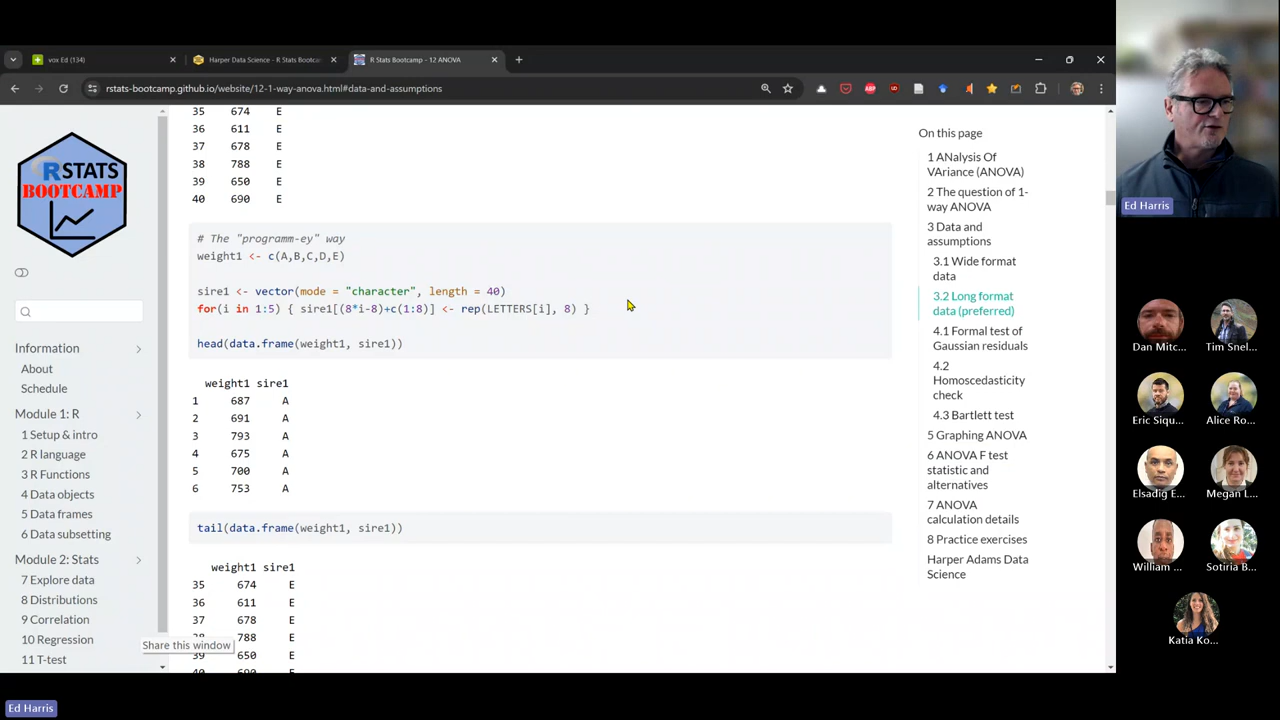 vox Ed (134)
Harper Data Science - R Stats Bootca
R Stats Bootcamp - 12 ANOVA
rstats-bootcamp.github.io/website/12-1-way-anova.html#data-and-assumptions
RSTATS
BOOTCAMP
Information
About
Schedule
Module 1: R
1 Setup & intro
2 R language
3 R Functions
4 Data objects
5 Data frames
6 Data subsetting
Module 2: Stats
7 Explore data
8 Distributions
9 Correlation
10 Regression
11 T-test
Share this window
35 674 E
36 611 E
37 678 E
38 788 E
39 650 E
40 690 E
# The "programm-ey" way
weight1 <- c(A,B,C,D,E)
sire1 <- vector(mode = "character", length = 40)
for(i in 1:5) { sire1[(8*i-8)+c(1:8)] <- rep(LETTERS[i], 8) }
head(data.frame(weight1, sire1))
weight1 sire1
1 687 A
2 691 A
3 793 A
4 675 A
5 700 A
6 753 A
tail(data.frame(weight1, sire1))
weight1 sire1
35 674 E
36 611 E
37 678 E
38 788 E
39 650 E
40 690 E
On this page
1 ANalysis Of
VAriance (ANOVA)
2 The question of 1-
way ANOVA
3 Data and
assumptions
3.1 Wide format
data
3.2 Long format
data (preferred)
4.1 Formal test of
Gaussian residuals
4.2
Homoscedasticity
check
4.3 Bartlett test
5 Graphing ANOVA
6 ANOVA F test
statistic and
alternatives
7 ANOVA
calculation details
8 Practice exercises
Harper Adams Data
Science
Ed Harris
Dan Mitc...
Tim Snel...
Eric Siqu...
Alice Ro...
Elsadig E...
Megan L...
William ...
Sotiria B...
Katia Ko...
Ed Harris